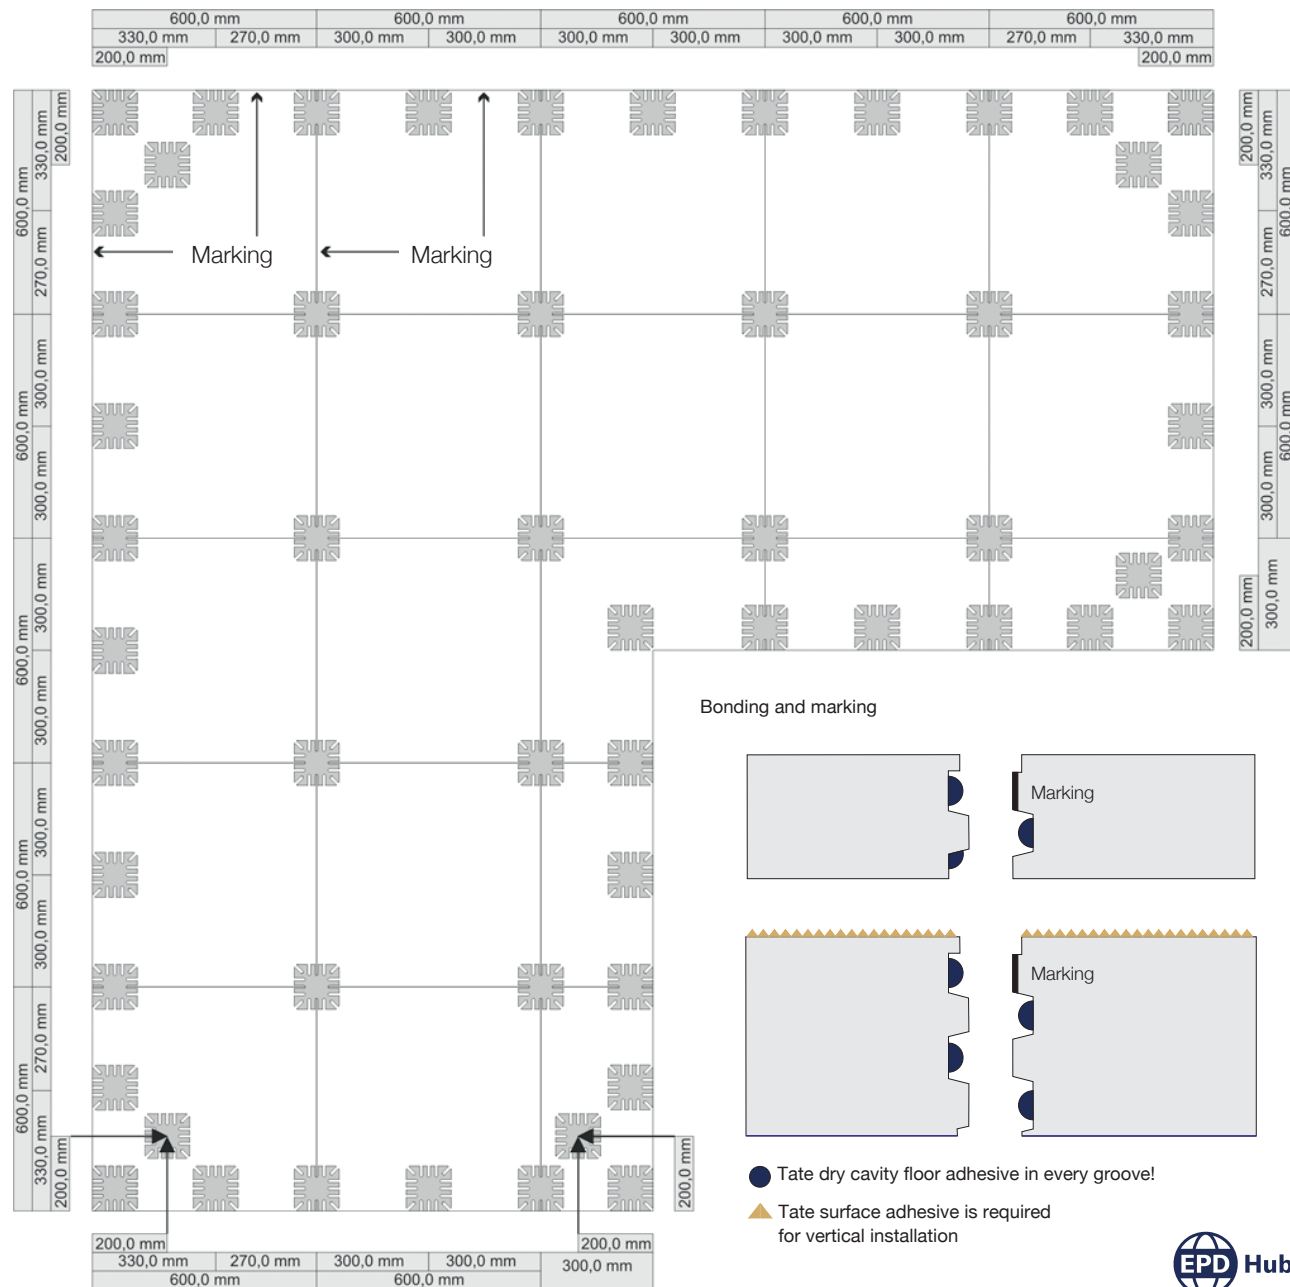 600,0 mm 600,0 mm 600,0 mm 600,0 mm 600,0 mm
330,0 mm 270,0 mm 300,0 mm 300,0 mm 300,0 mm 300,0 mm 300,0 mm 300,0 mm 270,0 mm 330,0 mm
200,0 mm 200,0 mm
600,0 mm
600,0 mm
600,0 mm
600,0 mm
600,0 mm
330,0 mm
270,0 mm
300,0 mm
300,0 mm
300,0 mm
300,0 mm
300,0 mm
300,0 mm
270,0 mm
330,0 mm
200,0 mm
200,0 mm
Marking Marking
200,0 mm
200,0 mm
330,0 mm
270,0 mm
300,0 mm
300,0 mm
300,0 mm
600,0 mm
600,0 mm
Bonding and marking
Marking
Marking
Tate dry cavity floor adhesive in every groove!
Tate surface adhesive is required
for vertical installation
200,0 mm
200,0 mm 200,0 mm
330,0 mm 270,0 mm 300,0 mm 300,0 mm 300,0 mm
600,0 mm 600,0 mm
EPD Hub